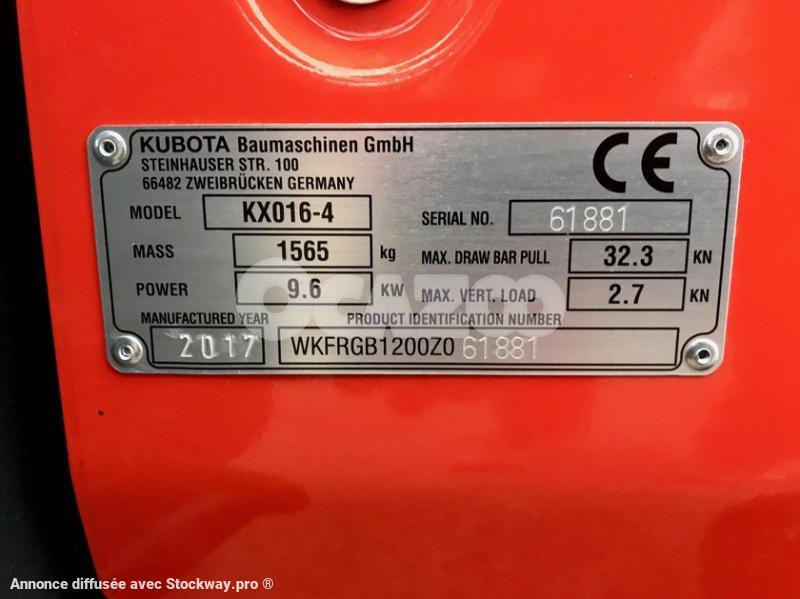 KUBOTA Baumaschinen GmbH
STEINHAUSER STR. 100
66482 ZWEIBRÜCKEN GERMANY
CE
MODEL KX016-4 SERIAL NO. 61881
MASS 1565 kg MAX. DRAW BAR PULL 32.3 KN
POWER 9.6 KW MAX. VERT. LOAD 2.7 KN
MANUFACTURED YEAR PRODUCT IDENTIFICATION NUMBER
2017 WKFRGB1200Z061881
OCAZOO
Annonce diffusée avec Stockway.pro ®